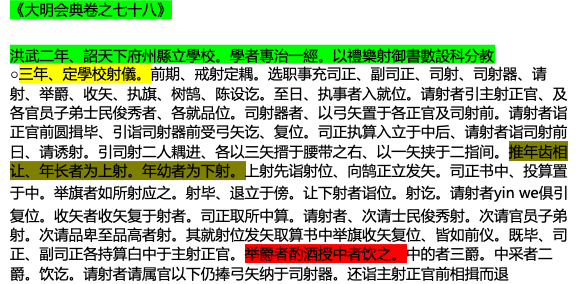 《大明会典卷之七十八》
洪武二年、詔天下府州縣立學校。學者專治一經。以禮樂射御書數設科分教
○三年、定學校射儀。前期、戒射定耦。选职事充司正、副司正、司射、司射器、请
射、举爵、收矢、执旗、树鹄、陈设讫。至日、执事者入就位。请射者引主射正官、及
各官员子弟士民俊秀者、各就品位。司射器者、以弓矢置于各正官及司射前。请射者诣
正官前圆揖毕、引诣司射器前受弓矢讫、复位。司正执算入立于中后、请射者诣司射前
曰、请诱射。引司射二人耦进、各以三矢搢于腰带之右、以一矢挟于二指间。推年齿相
让、年长者为上射。年幼者为下射。上射先诣射位、向鹄正立发矢。司正书中、投算置
于中。举旗者如所射应之。射毕、退立于傍。让下射者诣位。射讫。请射者yin we俱引
复位。收矢者收矢复于射者。司正取所中算。请射者、次请士民俊秀射。次请官员子弟
射。次请品卑至品高者射。其就射位发矢取算书中举旗收矢复位、皆如前仪。既毕、司
正、副司正各持算白中于主射正官。举爵者酌酒授中者饮之。中的者三爵。中采者二
爵。饮讫。请射者请属官以下仍捧弓矢纳于司射器。还诣主射正官前相揖而退